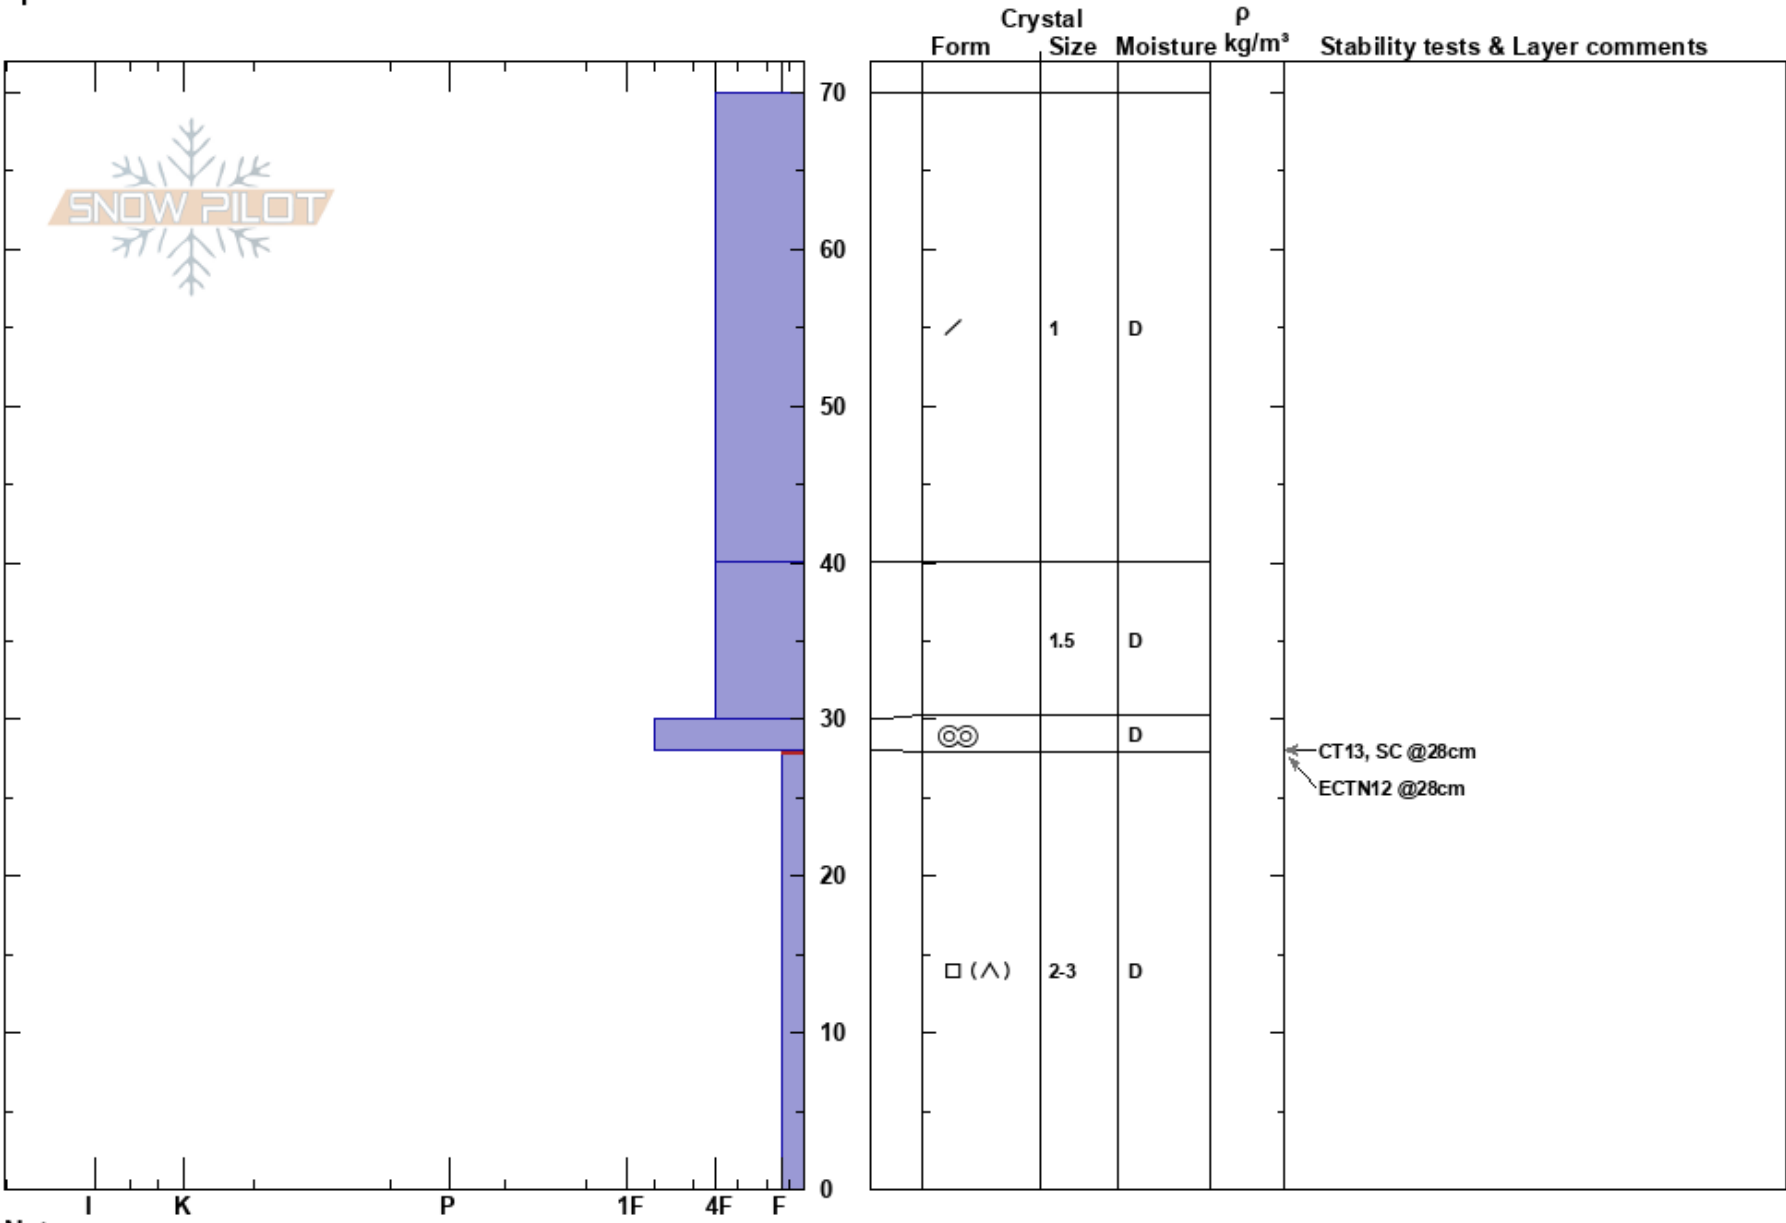 Crystal ρ
Form Size Moisture kg/m³ Stability tests & Layer comments
70
SNOW PILOT
60
1 D
50
40
1.5 D
30
D
CT13, SC @28cm
ECTN12 @28cm
20
2-3 D
10
0
I K P 1F 4F F